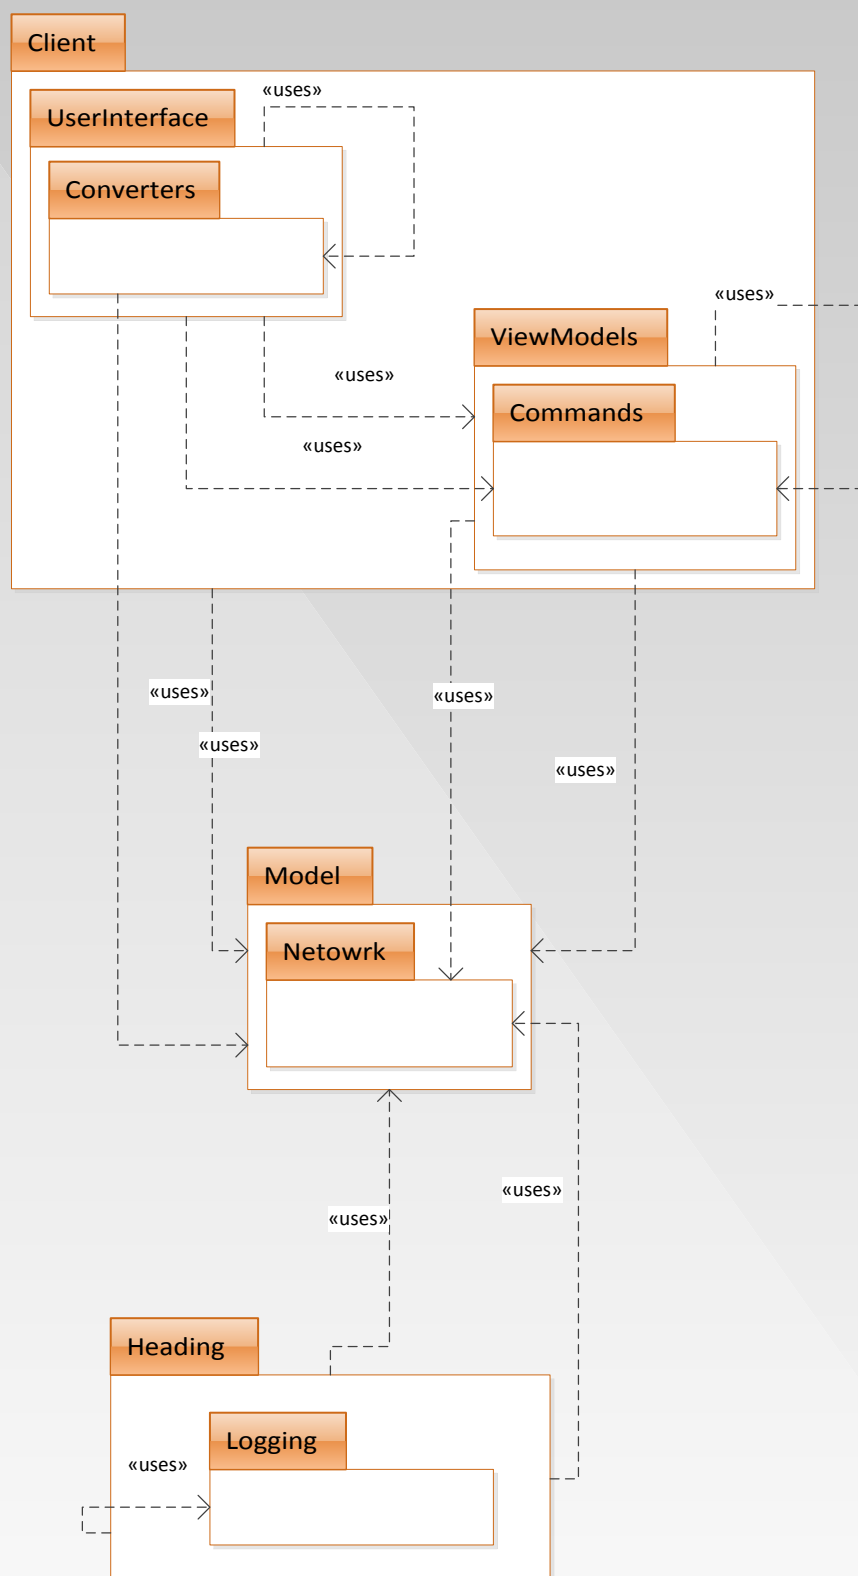 Client
«uses»
UserInterface
Converters
«uses»
ViewModels
«uses»
Commands
«uses»
«uses»
«uses»
«uses»
«uses»
Model
Netowrk
«uses»
«uses»
Heading
Logging
«uses»